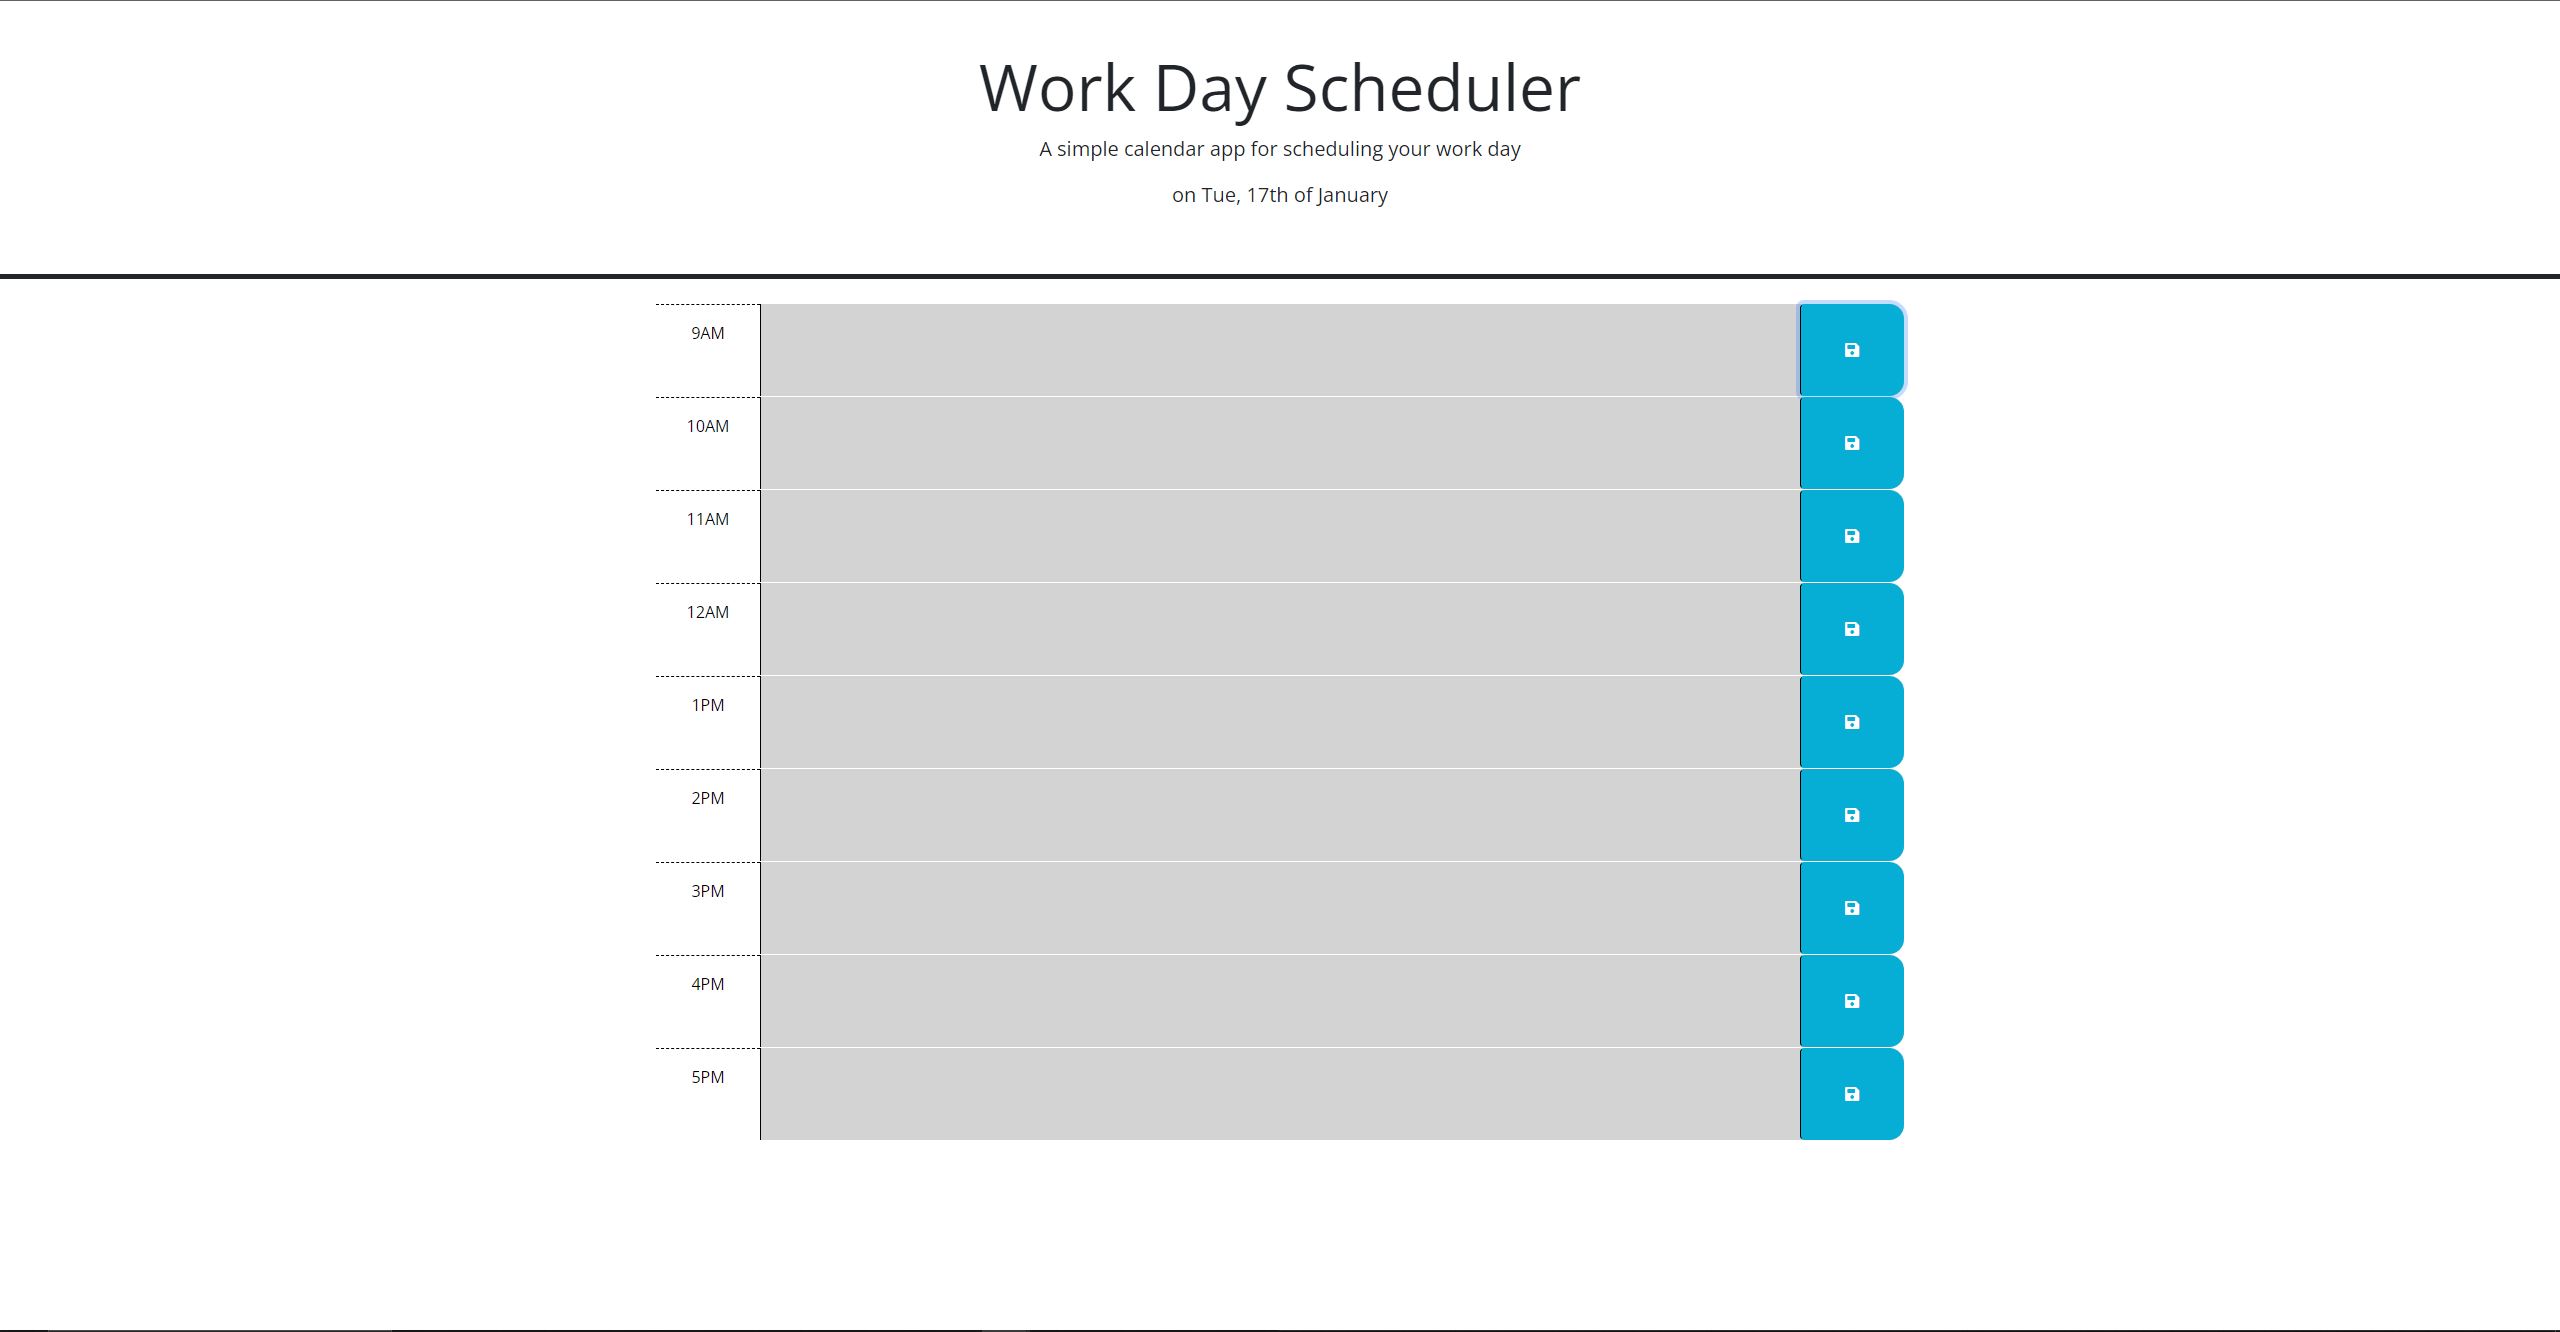 Work Day Scheduler
A simple calendar app for scheduling your work day
on Tue, 17th of January
9AM
10AM
11AM
12AM
1PM
2PM
3PM
4PM
5PM